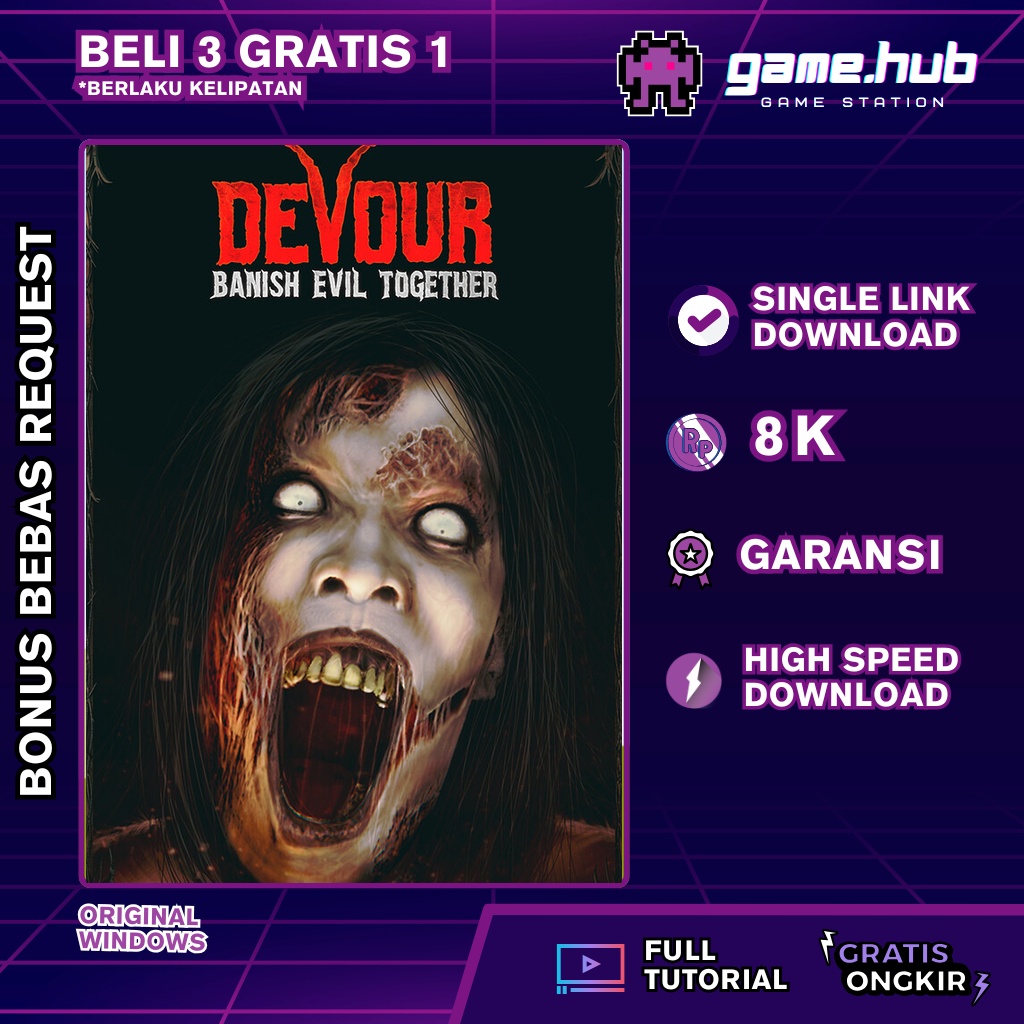 BELI 3 GRATIS 1
*BERLAKU KELIPATAN
game.hub
GAME STATION
BONUS BEBAS REQUEST
DEVOUR
BANISH EVIL TOGETHER
SINGLE LINK
DOWNLOAD
Rp
8K
GARANSI
HIGH SPEED
DOWNLOAD
ORIGINAL
WINDOWS
FULL
TUTORIAL
GRATIS
ONGKIR